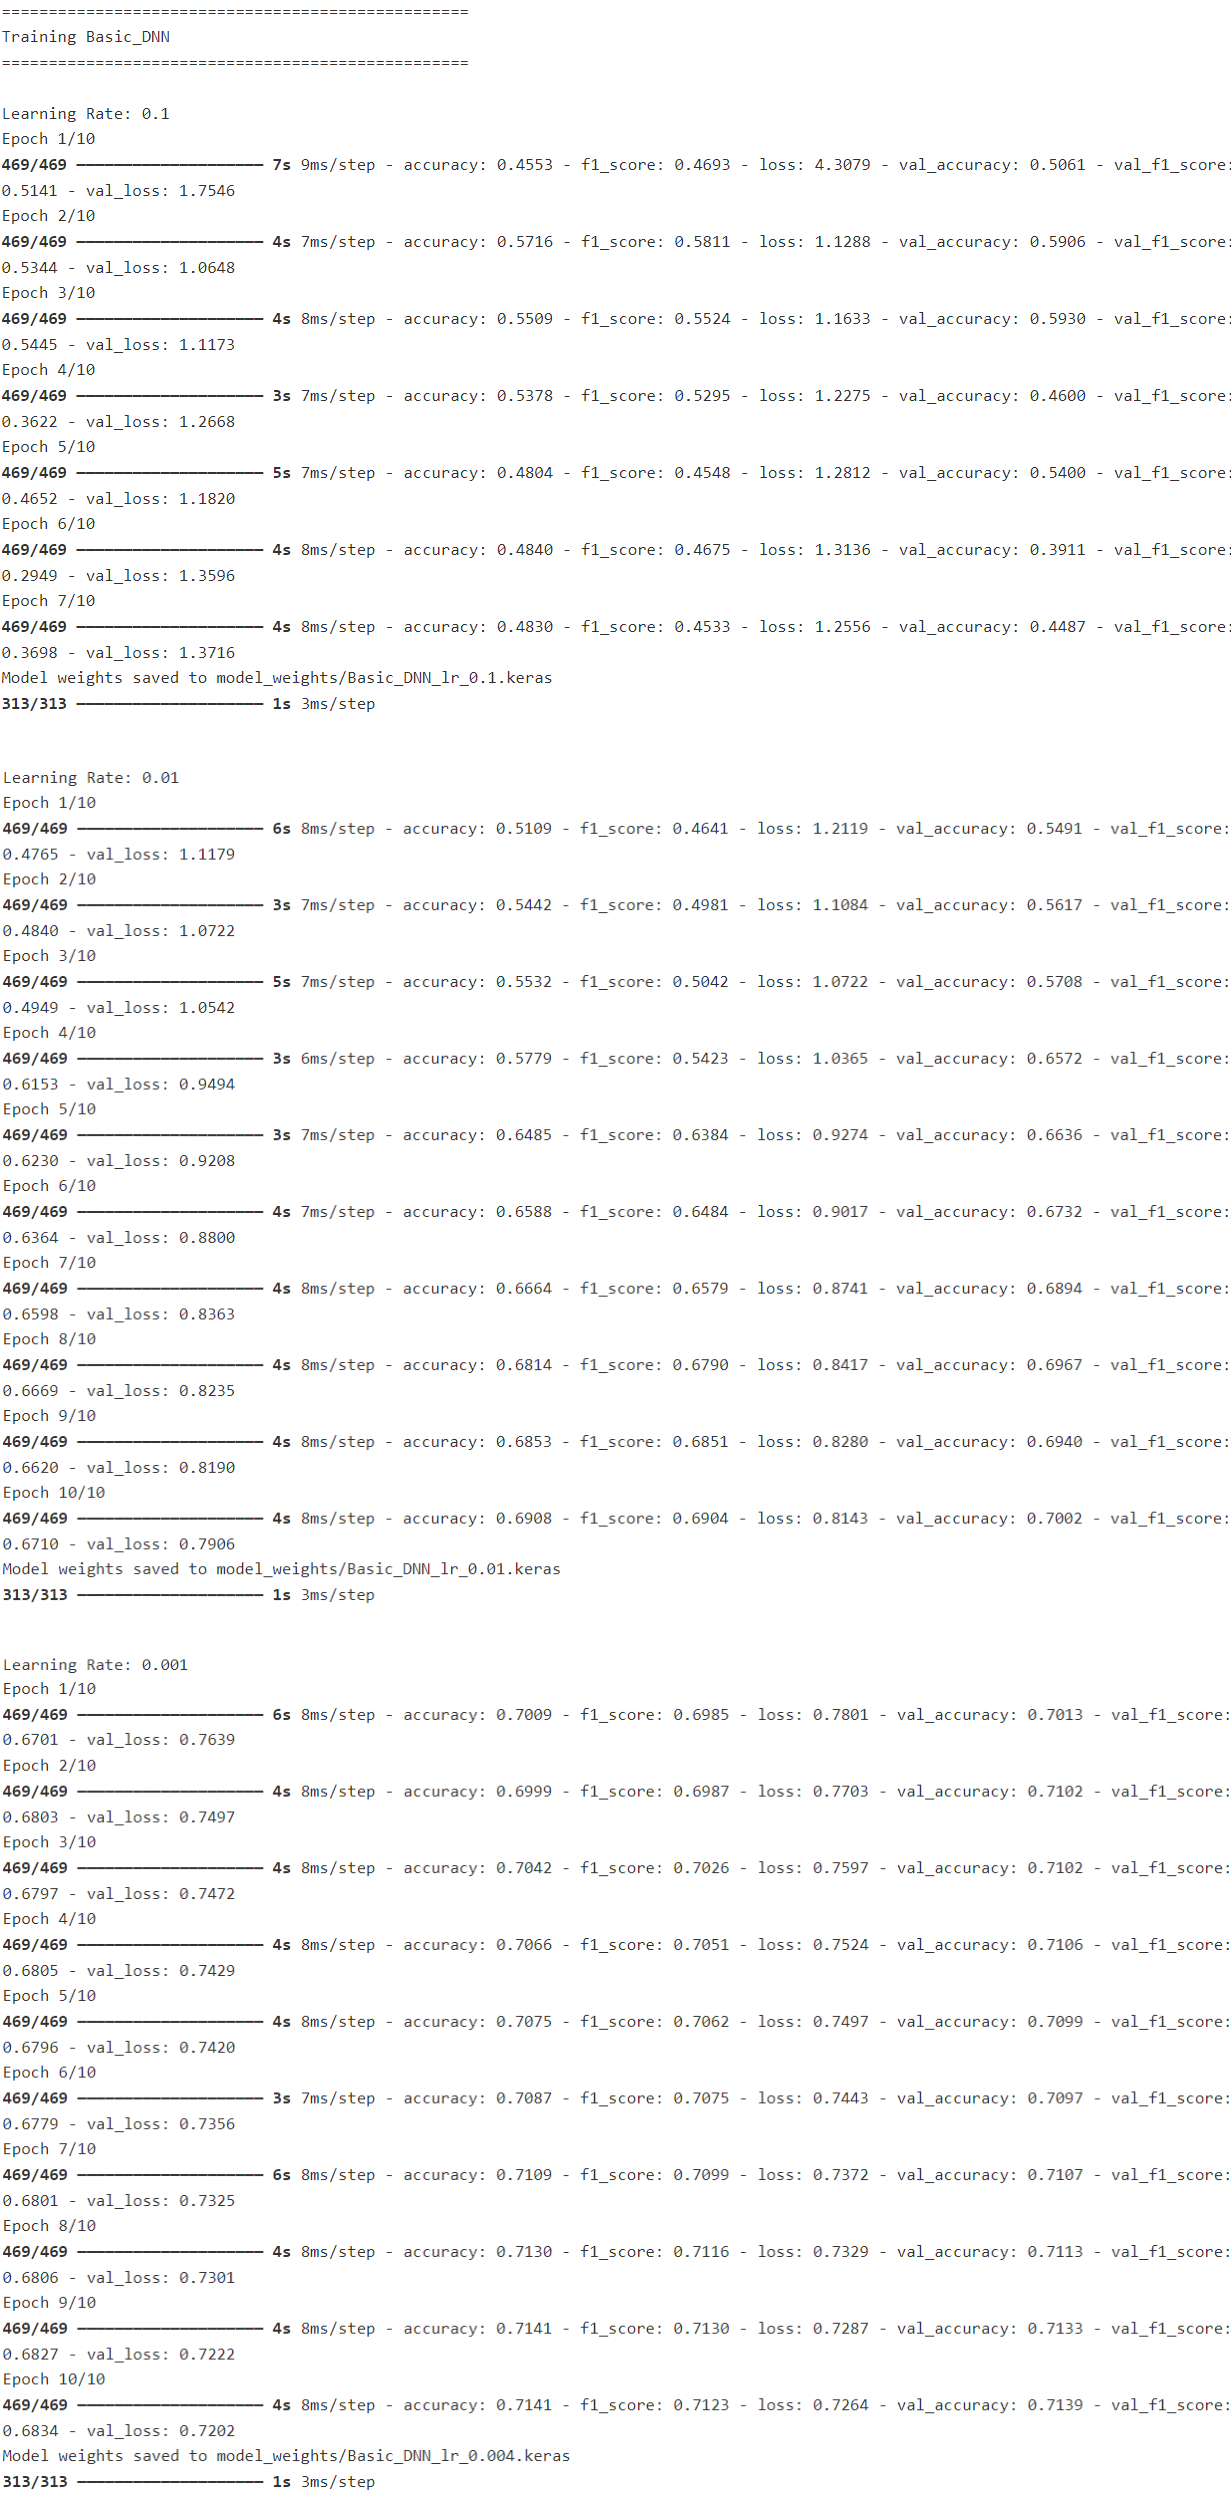 ==================================================
Training Basic_DNN
==================================================
Learning Rate: 0.1
Epoch 1/10
469/469 ━━━━━━━━━━━━━━━━━━━━ 7s 9ms/step - accuracy: 0.4553 - f1_score: 0.4693 - loss: 4.3079 - val_accuracy: 0.5061 - val_f1_score:
0.5141 - val_loss: 1.7546
Epoch 2/10
469/469 ━━━━━━━━━━━━━━━━━━━━ 4s 7ms/step - accuracy: 0.5716 - f1_score: 0.5811 - loss: 1.1288 - val_accuracy: 0.5906 - val_f1_score:
0.5344 - val_loss: 1.0648
Epoch 3/10
469/469 ━━━━━━━━━━━━━━━━━━━━ 4s 8ms/step - accuracy: 0.5509 - f1_score: 0.5524 - loss: 1.1633 - val_accuracy: 0.5930 - val_f1_score:
0.5445 - val_loss: 1.1173
Epoch 4/10
469/469 ━━━━━━━━━━━━━━━━━━━━ 3s 7ms/step - accuracy: 0.5378 - f1_score: 0.5295 - loss: 1.2275 - val_accuracy: 0.4600 - val_f1_score:
0.3622 - val_loss: 1.2668
Epoch 5/10
469/469 ━━━━━━━━━━━━━━━━━━━━ 5s 7ms/step - accuracy: 0.4804 - f1_score: 0.4548 - loss: 1.2812 - val_accuracy: 0.5400 - val_f1_score:
0.4652 - val_loss: 1.1820
Epoch 6/10
469/469 ━━━━━━━━━━━━━━━━━━━━ 4s 8ms/step - accuracy: 0.4840 - f1_score: 0.4675 - loss: 1.3136 - val_accuracy: 0.3911 - val_f1_score:
0.2949 - val_loss: 1.3596
Epoch 7/10
469/469 ━━━━━━━━━━━━━━━━━━━━ 4s 8ms/step - accuracy: 0.4830 - f1_score: 0.4533 - loss: 1.2556 - val_accuracy: 0.4487 - val_f1_score:
0.3698 - val_loss: 1.3716
Model weights saved to model_weights/Basic_DNN_lr_0.1.keras
313/313 ━━━━━━━━━━━━━━━━━━━━ 1s 3ms/step
Learning Rate: 0.01
Epoch 1/10
469/469 ━━━━━━━━━━━━━━━━━━━━ 6s 8ms/step - accuracy: 0.5109 - f1_score: 0.4641 - loss: 1.2119 - val_accuracy: 0.5491 - val_f1_score:
0.4765 - val_loss: 1.1179
Epoch 2/10
469/469 ━━━━━━━━━━━━━━━━━━━━ 3s 7ms/step - accuracy: 0.5442 - f1_score: 0.4981 - loss: 1.1084 - val_accuracy: 0.5617 - val_f1_score:
0.4840 - val_loss: 1.0722
Epoch 3/10
469/469 ━━━━━━━━━━━━━━━━━━━━ 5s 7ms/step - accuracy: 0.5532 - f1_score: 0.5042 - loss: 1.0722 - val_accuracy: 0.5708 - val_f1_score:
0.4949 - val_loss: 1.0542
Epoch 4/10
469/469 ━━━━━━━━━━━━━━━━━━━━ 3s 6ms/step - accuracy: 0.5779 - f1_score: 0.5423 - loss: 1.0365 - val_accuracy: 0.6572 - val_f1_score:
0.6153 - val_loss: 0.9494
Epoch 5/10
469/469 ━━━━━━━━━━━━━━━━━━━━ 3s 7ms/step - accuracy: 0.6485 - f1_score: 0.6384 - loss: 0.9274 - val_accuracy: 0.6636 - val_f1_score:
0.6230 - val_loss: 0.9208
Epoch 6/10
469/469 ━━━━━━━━━━━━━━━━━━━━ 4s 7ms/step - accuracy: 0.6588 - f1_score: 0.6484 - loss: 0.9017 - val_accuracy: 0.6732 - val_f1_score:
0.6364 - val_loss: 0.8800
Epoch 7/10
469/469 ━━━━━━━━━━━━━━━━━━━━ 4s 8ms/step - accuracy: 0.6664 - f1_score: 0.6579 - loss: 0.8741 - val_accuracy: 0.6894 - val_f1_score:
0.6598 - val_loss: 0.8363
Epoch 8/10
469/469 ━━━━━━━━━━━━━━━━━━━━ 4s 8ms/step - accuracy: 0.6814 - f1_score: 0.6790 - loss: 0.8417 - val_accuracy: 0.6967 - val_f1_score:
0.6669 - val_loss: 0.8235
Epoch 9/10
469/469 ━━━━━━━━━━━━━━━━━━━━ 4s 8ms/step - accuracy: 0.6853 - f1_score: 0.6851 - loss: 0.8280 - val_accuracy: 0.6940 - val_f1_score:
0.6620 - val_loss: 0.8190
Epoch 10/10
469/469 ━━━━━━━━━━━━━━━━━━━━ 4s 8ms/step - accuracy: 0.6908 - f1_score: 0.6904 - loss: 0.8143 - val_accuracy: 0.7002 - val_f1_score:
0.6710 - val_loss: 0.7906
Model weights saved to model_weights/Basic_DNN_lr_0.01.keras
313/313 ━━━━━━━━━━━━━━━━━━━━ 1s 3ms/step
Learning Rate: 0.001
Epoch 1/10
469/469 ━━━━━━━━━━━━━━━━━━━━ 6s 8ms/step - accuracy: 0.7009 - f1_score: 0.6985 - loss: 0.7801 - val_accuracy: 0.7013 - val_f1_score:
0.6701 - val_loss: 0.7639
Epoch 2/10
469/469 ━━━━━━━━━━━━━━━━━━━━ 4s 8ms/step - accuracy: 0.6999 - f1_score: 0.6987 - loss: 0.7703 - val_accuracy: 0.7102 - val_f1_score:
0.6803 - val_loss: 0.7497
Epoch 3/10
469/469 ━━━━━━━━━━━━━━━━━━━━ 4s 8ms/step - accuracy: 0.7042 - f1_score: 0.7026 - loss: 0.7597 - val_accuracy: 0.7102 - val_f1_score:
0.6797 - val_loss: 0.7472
Epoch 4/10
469/469 ━━━━━━━━━━━━━━━━━━━━ 4s 8ms/step - accuracy: 0.7066 - f1_score: 0.7051 - loss: 0.7524 - val_accuracy: 0.7106 - val_f1_score:
0.6805 - val_loss: 0.7429
Epoch 5/10
469/469 ━━━━━━━━━━━━━━━━━━━━ 4s 8ms/step - accuracy: 0.7075 - f1_score: 0.7062 - loss: 0.7497 - val_accuracy: 0.7099 - val_f1_score:
0.6796 - val_loss: 0.7420
Epoch 6/10
469/469 ━━━━━━━━━━━━━━━━━━━━ 3s 7ms/step - accuracy: 0.7087 - f1_score: 0.7075 - loss: 0.7443 - val_accuracy: 0.7097 - val_f1_score:
0.6779 - val_loss: 0.7356
Epoch 7/10
469/469 ━━━━━━━━━━━━━━━━━━━━ 6s 8ms/step - accuracy: 0.7109 - f1_score: 0.7099 - loss: 0.7372 - val_accuracy: 0.7107 - val_f1_score:
0.6801 - val_loss: 0.7325
Epoch 8/10
469/469 ━━━━━━━━━━━━━━━━━━━━ 4s 8ms/step - accuracy: 0.7130 - f1_score: 0.7116 - loss: 0.7329 - val_accuracy: 0.7113 - val_f1_score:
0.6806 - val_loss: 0.7301
Epoch 9/10
469/469 ━━━━━━━━━━━━━━━━━━━━ 4s 8ms/step - accuracy: 0.7141 - f1_score: 0.7130 - loss: 0.7287 - val_accuracy: 0.7133 - val_f1_score:
0.6827 - val_loss: 0.7222
Epoch 10/10
469/469 ━━━━━━━━━━━━━━━━━━━━ 4s 8ms/step - accuracy: 0.7141 - f1_score: 0.7123 - loss: 0.7264 - val_accuracy: 0.7139 - val_f1_score:
0.6834 - val_loss: 0.7202
Model weights saved to model_weights/Basic_DNN_lr_0.004.keras
313/313 ━━━━━━━━━━━━━━━━━━━━ 1s 3ms/step